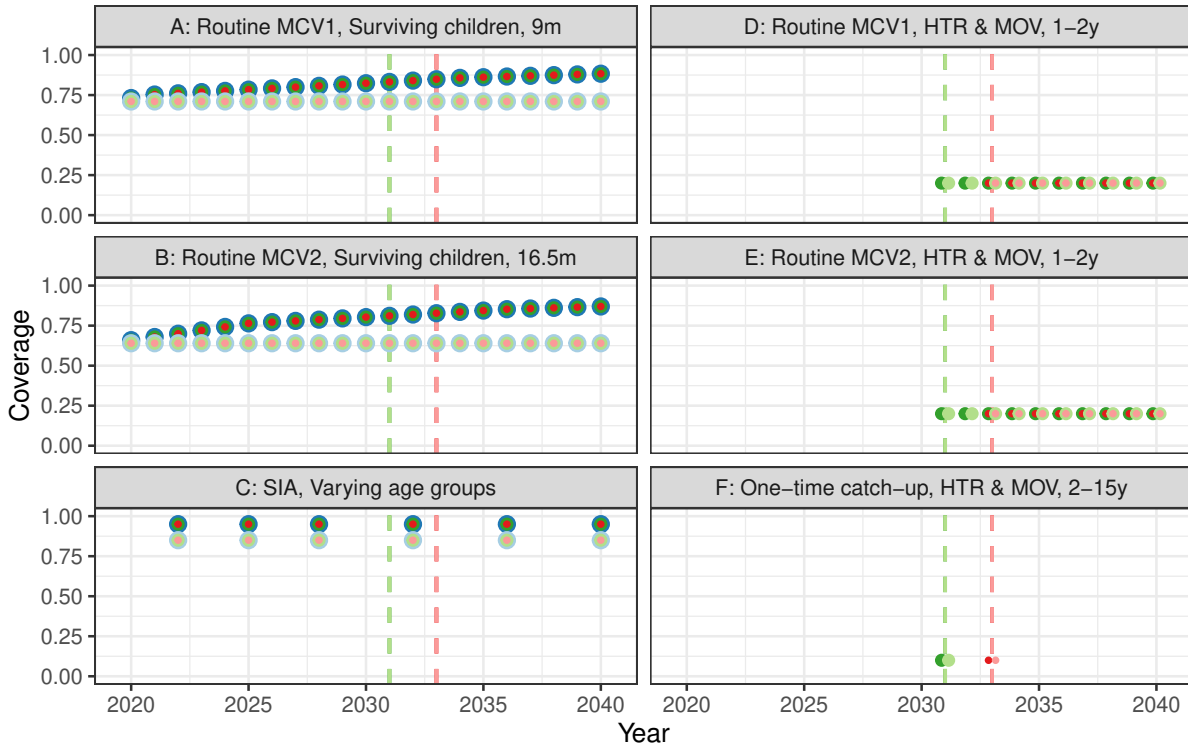 A: Routine MCV1, Surviving children, 9m
D: Routine MCV1, HTR & MOV, 1−2y
1.00
0.75
0.50
0.25
0.00
B: Routine MCV2, Surviving children, 16.5m
E: Routine MCV2, HTR & MOV, 1−2y
1.00
0.75
0.50
0.25
0.00
Coverage
C: SIA, Varying age groups
F: One−time catch−up, HTR & MOV, 2−15y
1.00
0.75
0.50
0.25
0.00
2020 2025 2030 2035 2040 2020 2025 2030 2035 2040
Year